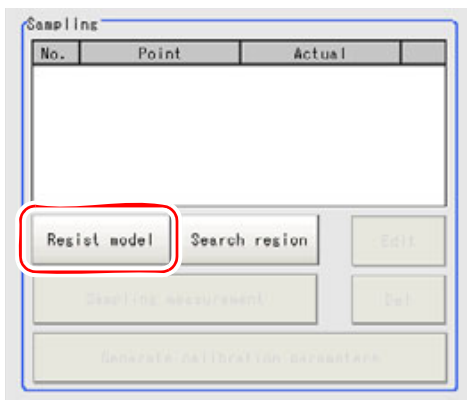 Sampling
No. Point Actual
Regist model Search region Edit
Sampling measurement Del
Generate calibration parameters